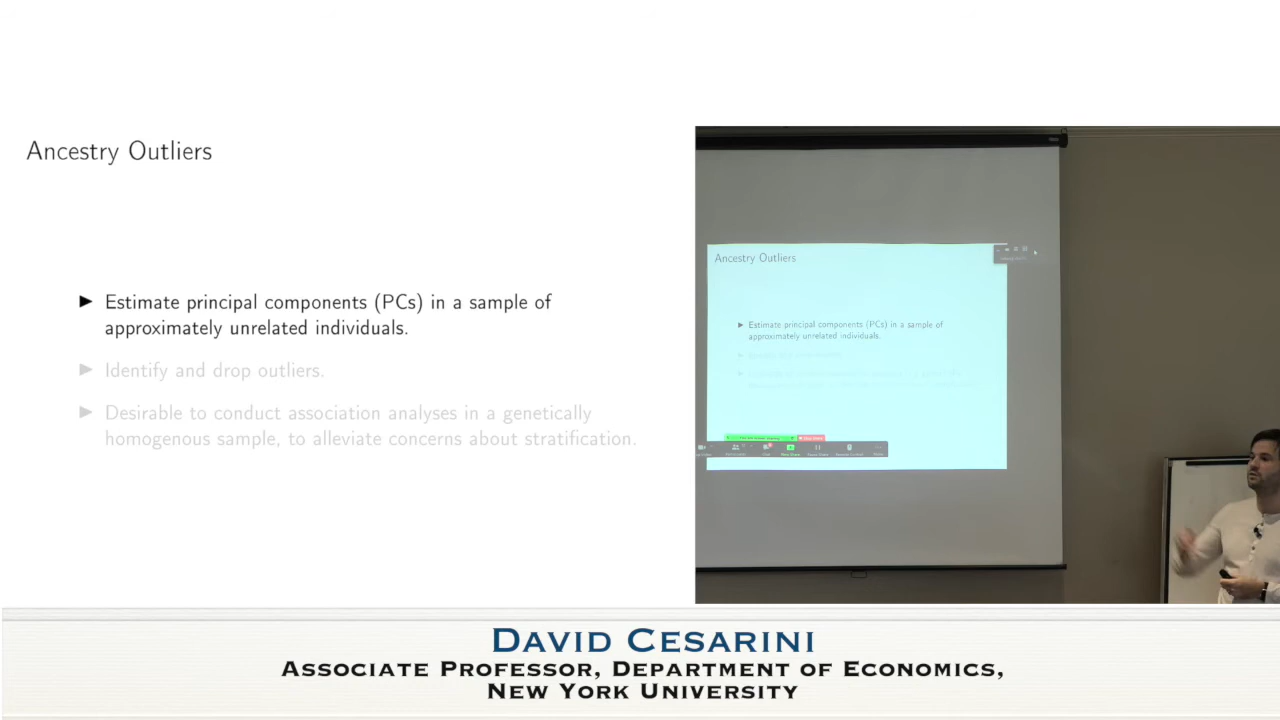 Ancestry Outliers
► Estimate principal components (PCs) in a sample of
approximately unrelated individuals.
► Identify and drop outliers.
► Desirable to conduct association analyses in a genetically
homogenous sample, to alleviate concerns about stratification.
Ancestry Outliers
► Estimate principal components (PCs) in a sample of
approximately unrelated individuals.
DAVID CESARINI
ASSOCIATE PROFESSOR, DEPARTMENT OF ECONOMICS,
NEW YORK UNIVERSITY